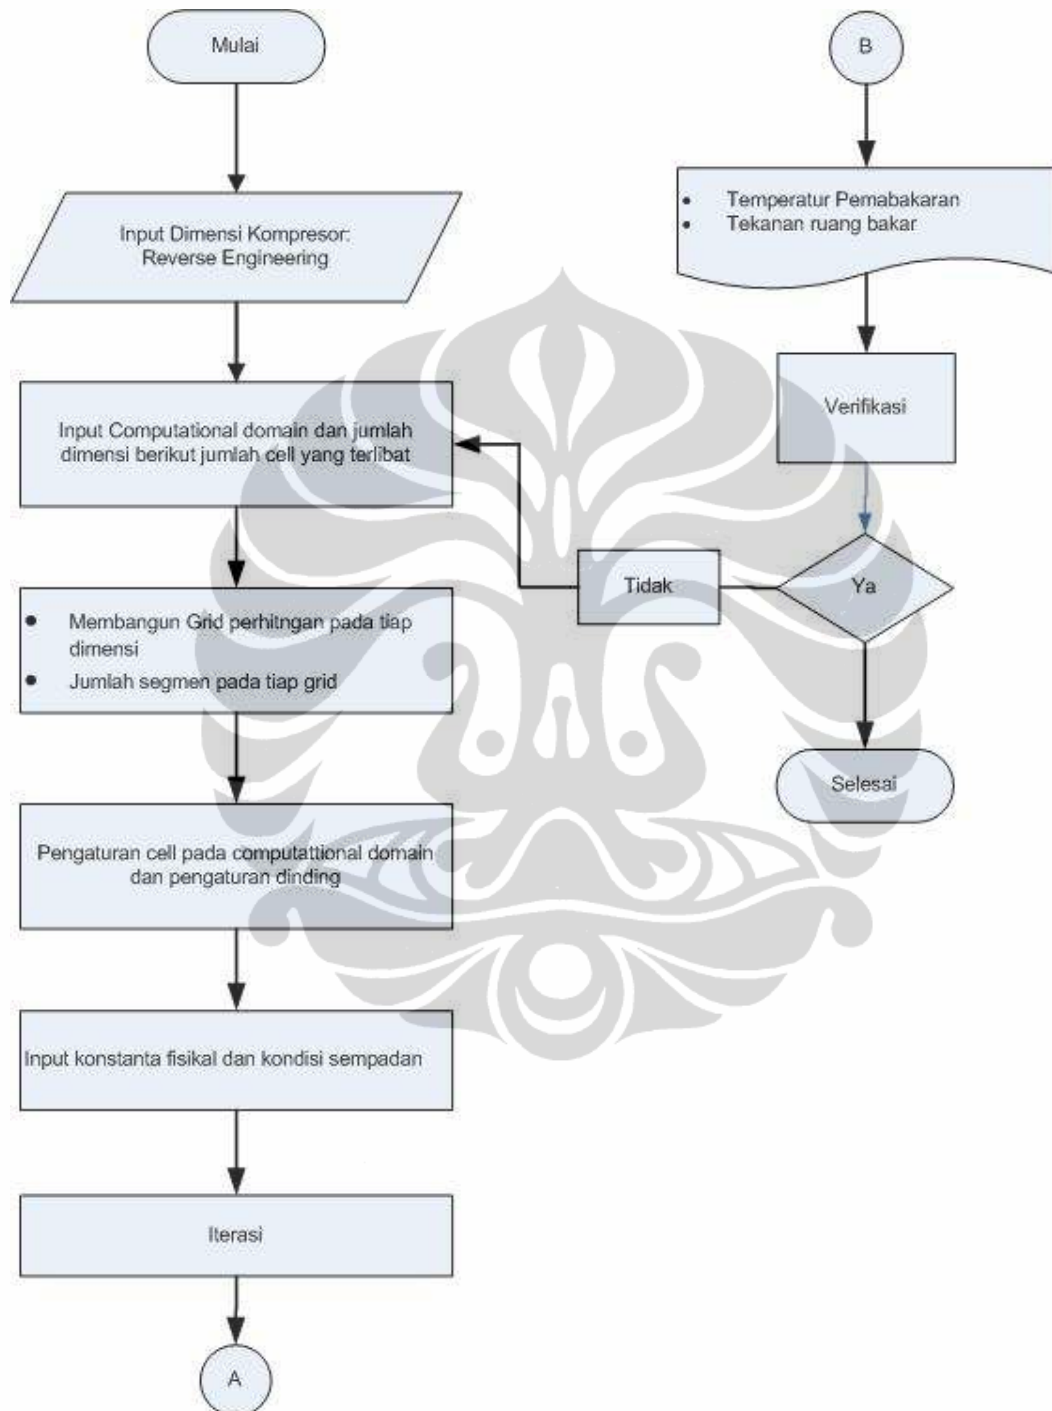 Mulai
Input Dimensi Kompresor:
Reverse Engineering
Input Computational domain dan jumlah
dimensi berikut jumlah cell yang terlibat
• Membangun Grid perhitngan pada tiap
dimensi
• Jumlah segmen pada tiap grid
Pengaturan cell pada computattional domain
dan pengaturan dinding
Input konstanta fisikal dan kondisi sempadan
Iterasi
A
B
• Temperatur Pemabakaran
• Tekanan ruang bakar
Verifikasi
Ya
Tidak
Selesai